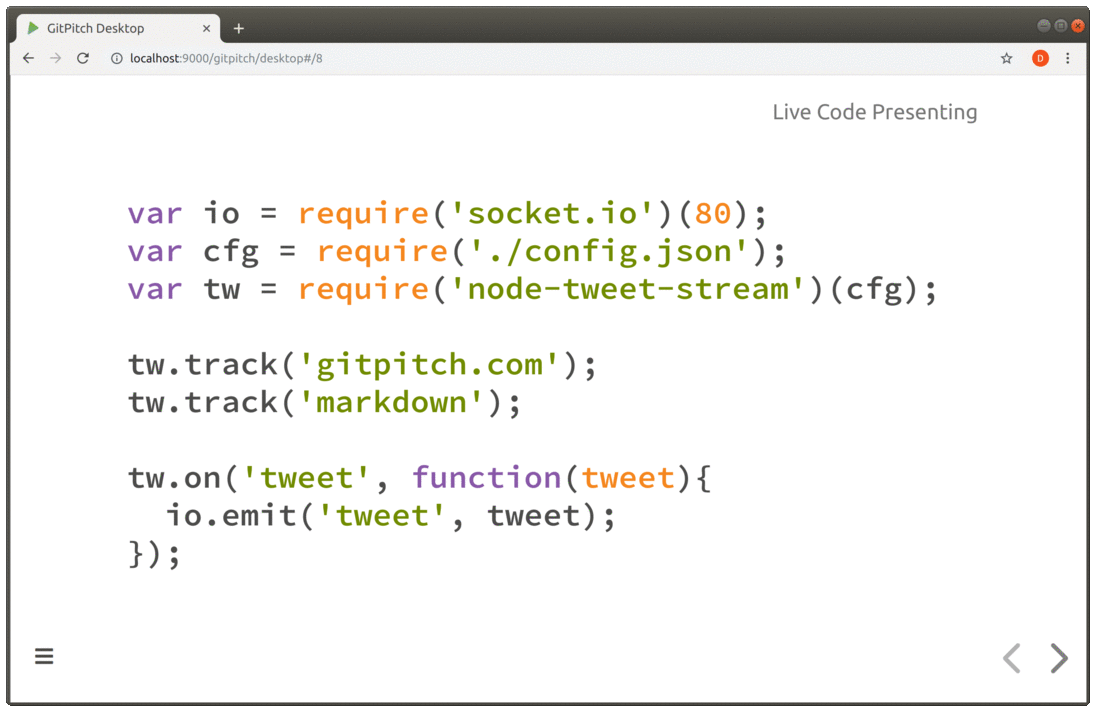 GitPitch Desktop
localhost:9000/gitpitch/desktop#/8
D
Live Code Presenting
var io = require('socket.io')(80);
var cfg = require('./config.json');
var tw = require('node-tweet-stream')(cfg);
tw.track('gitpitch.com');
tw.track('markdown');
tw.on('tweet', function(tweet){
  io.emit('tweet', tweet);
});